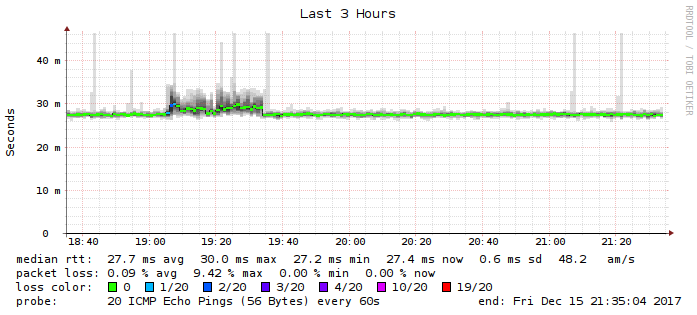 Last 3 Hours
RRDTOOL / TOBI OETIKER
Seconds
40 m
30 m
20 m
10 m
0
18:40 19:00 19:20 19:40 20:00 20:20 20:40 21:00 21:20
median rtt: 27.7 ms avg 30.0 ms max 27.2 ms min 27.4 ms now 0.6 ms sd 48.2 am/s
packet loss: 0.09 % avg 9.42 % max 0.00 % min 0.00 % now
loss color: 0 1/20 2/20 3/20 4/20 10/20 19/20
probe: 20 ICMP Echo Pings (56 Bytes) every 60s end: Fri Dec 15 21:35:04 2017